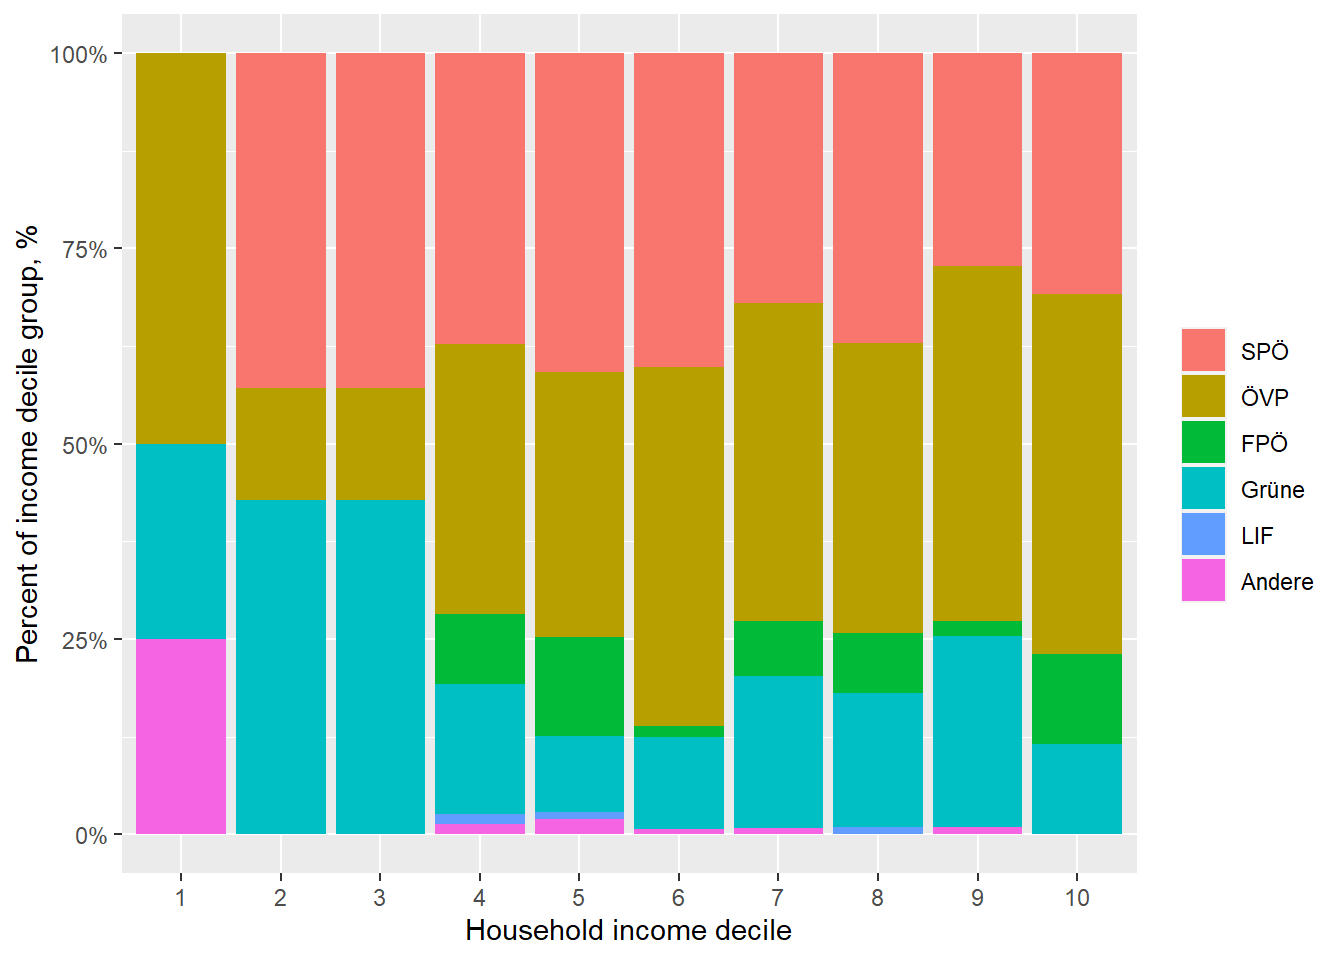 100%
75%
50%
25%
0%
Percent of income decile group, %
1 2 3 4 5 6 7 8 9 10
Household income decile
SPÖ
ÖVP
FPÖ
Grüne
LIF
Andere